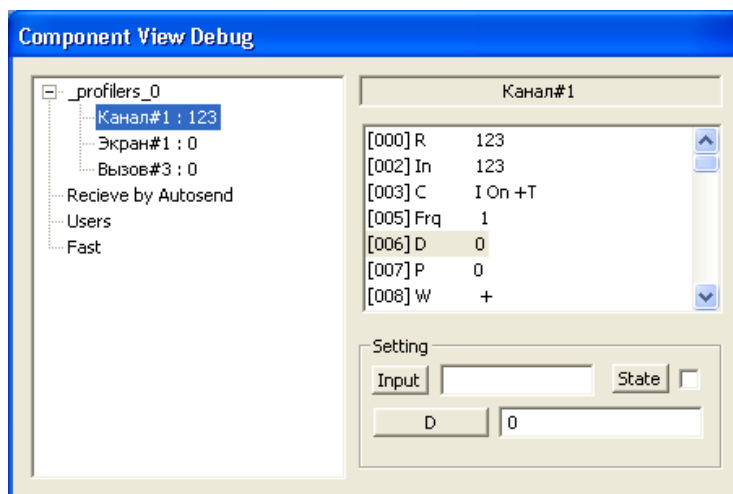 Component View Debug
_profilers_0
Канал#1 : 123
Экран#1 : 0
Вызов#3 : 0
Recieve by Autosend
Users
Fast
Канал#1
[000] R 123
[002] In 123
[003] C I On +T
[005] Frq 1
[006] D 0
[007] P 0
[008] W +
Setting
Input State
D 0